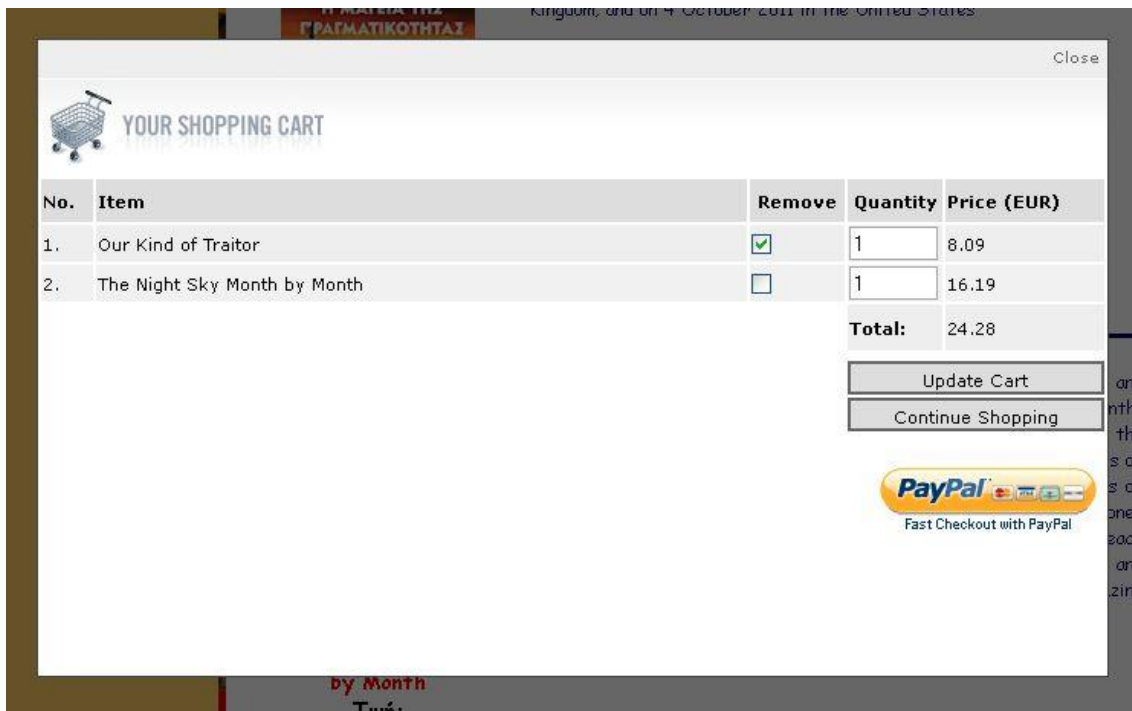 Η ΜΑΓΕΙΑ ΤΗΣ
ΠΡΑΓΜΑΤΙΚΟΤΗΤΑΣ
Kingdom, and on 4 October 2011 in the United States
Close
YOUR SHOPPING CART
No. Item Remove Quantity Price (EUR)
1. Our Kind of Traitor 1 8.09
2. The Night Sky Month by Month 1 16.19
Total: 24.28
Update Cart
Continue Shopping
PayPal
Fast Checkout with PayPal
by Month